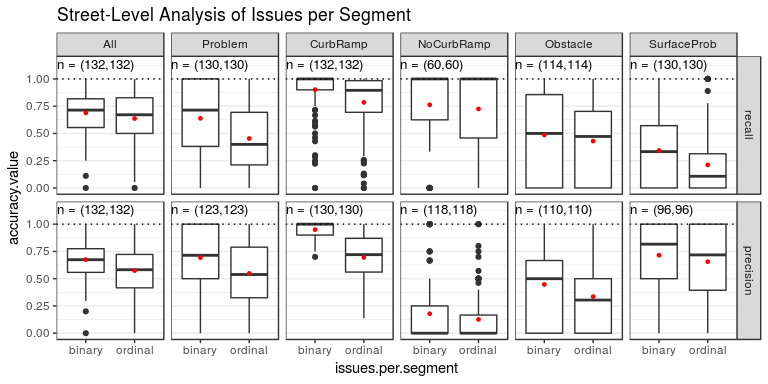 Street-Level Analysis of Issues per Segment
All Problem CurbRamp NoCurbRamp Obstacle SurfaceProb
n = (132,132) n = (130,130) n = (132,132) n = (60,60) n = (114,114) n = (130,130)
1.00
0.75
0.50
0.25
0.00
recall
n = (132,132) n = (123,123) n = (130,130) n = (118,118) n = (110,110) n = (96,96)
1.00
0.75
0.50
0.25
0.00
precision
accuracy.value
binary ordinal binary ordinal binary ordinal binary ordinal binary ordinal binary ordinal
issues.per.segment